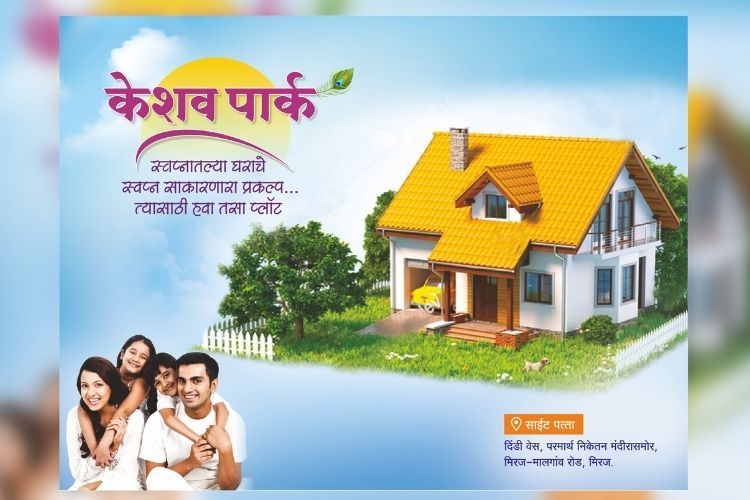 केशव पार्क
स्वप्नातल्या घराचे
स्वप्न साकारणारा प्रकल्प...
त्यासाठी हवा तसा प्लॉट
साईट पत्ता
दिंडी वेस, परमार्थ निकेतन मंदीरासमोर,
मिरज-मालगांव रोड, मिरज.